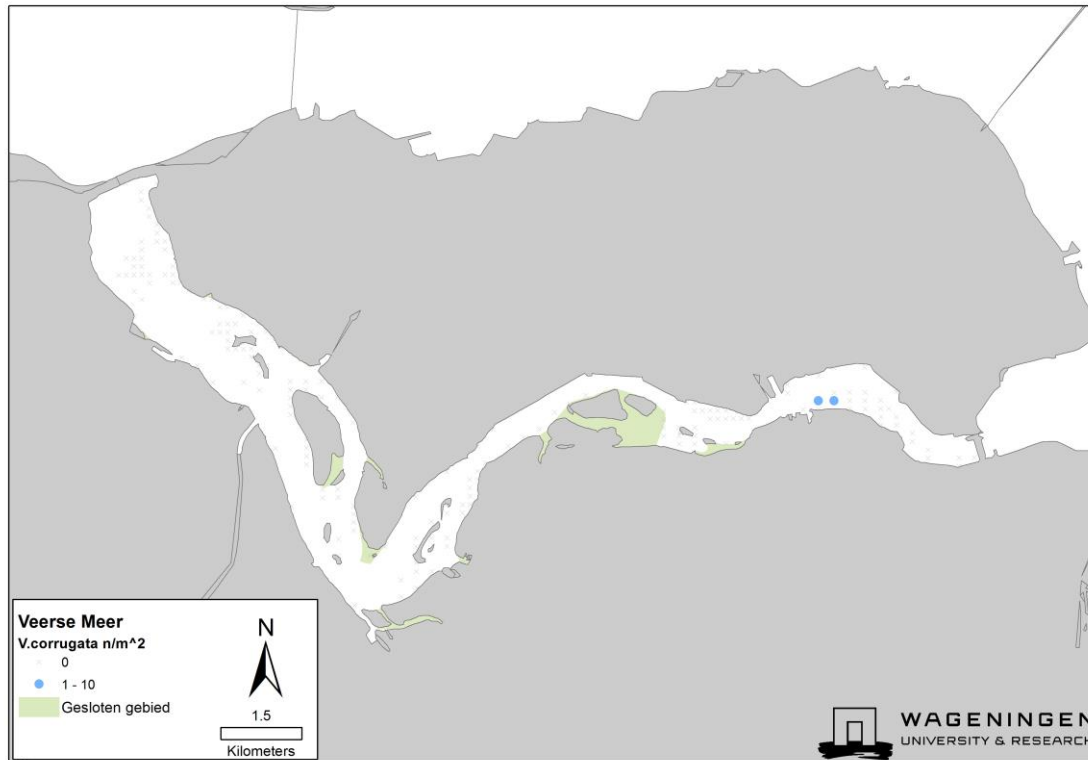 Veerse Meer
V.corrugata n/m^2
0
1 - 10
Gesloten gebied
N
1.5
Kilometers
WAGENINGEN
UNIVERSITY & RESEARCH